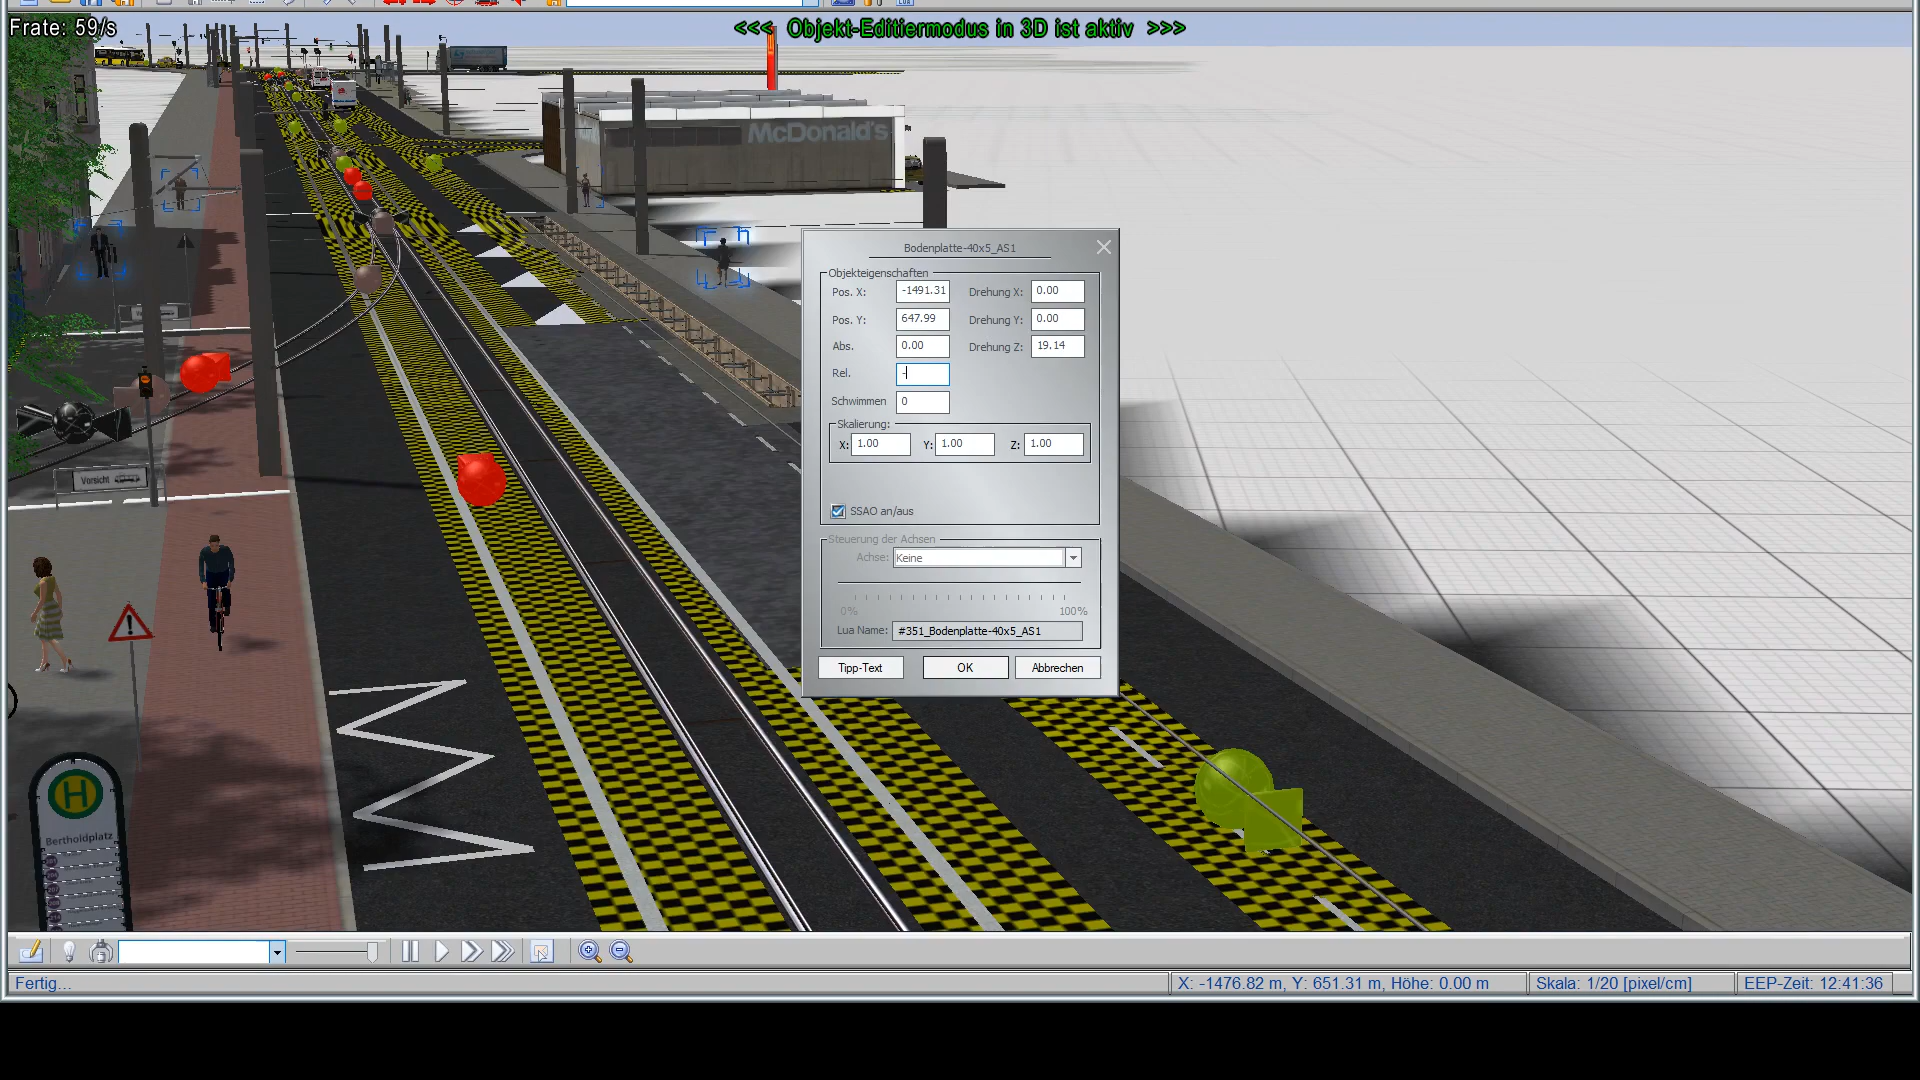 Frate: 59/s
<<< Objekt-Editiermodus in 3D ist aktiv >>>
McDonald's
Bodenplatte-40x5_AS1
Objekteigenschaften
Pos. X: -1491.31 Drehung X: 0.00
Pos. Y: 647.99 Drehung Y: 0.00
Abs. 0.00 Drehung Z: 19.14
Rel. -
Schwimmen 0
Skalierung:
X: 1.00 Y: 1.00 Z: 1.00
SSAO an/aus
Steuerung der Achsen
Achse: Keine
0% 100%
Lua Name: #351_Bodenplatte-40x5_AS1
Tipp-Text OK Abbrechen
Vorsicht
H
Bertholdplatz
Fertig...
X: -1476.82 m, Y: 651.31 m, Höhe: 0.00 m
Skala: 1/20 [pixel/cm]
EEP-Zeit: 12:41:36